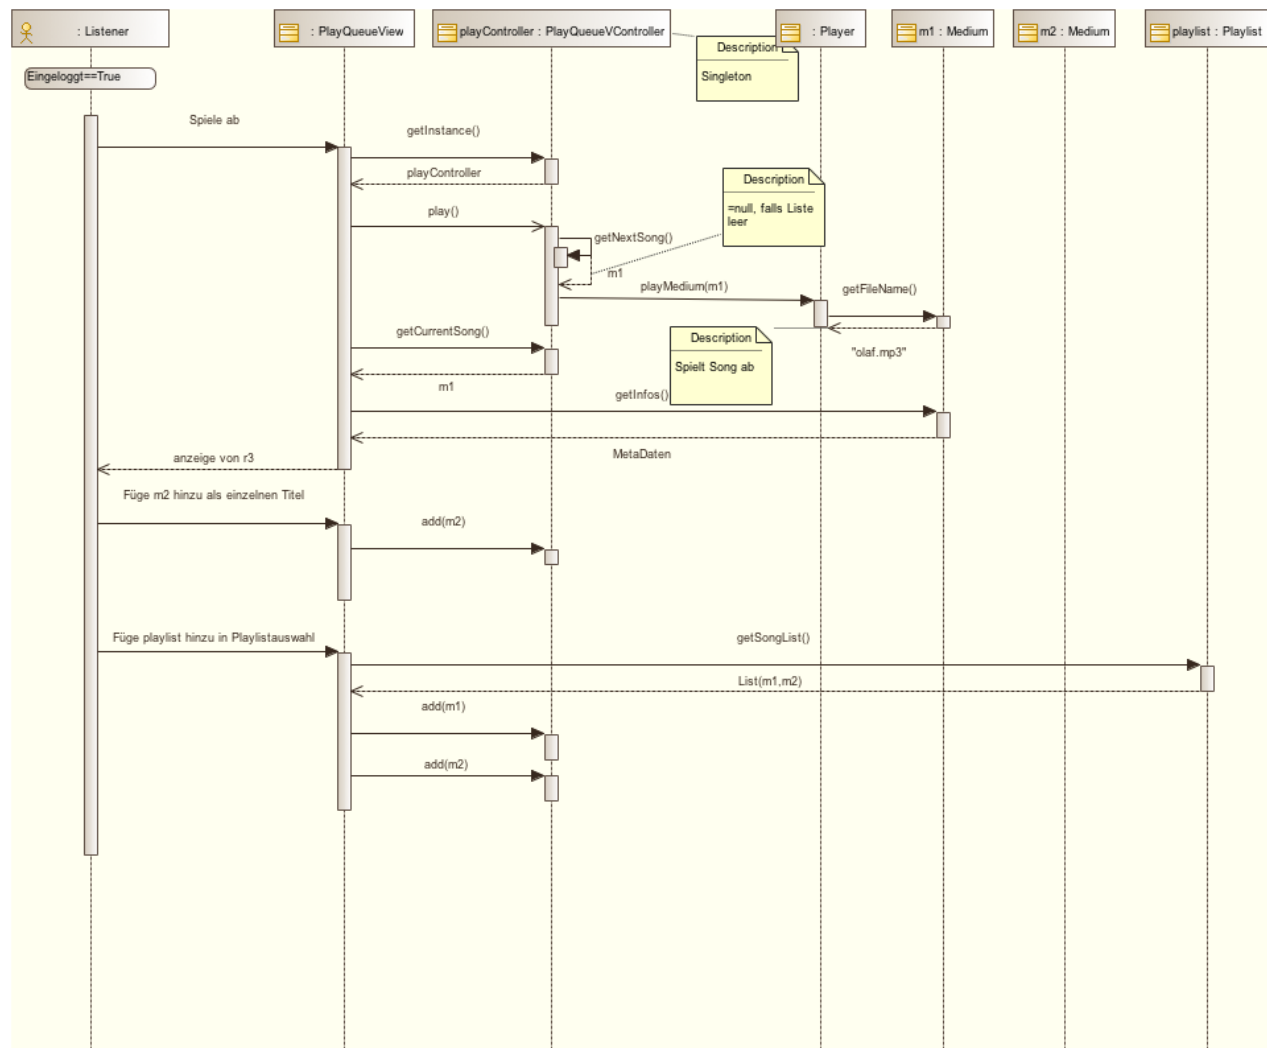 : Listener
: PlayQueueView
playController : PlayQueueVController
: Player
m1 : Medium
m2 : Medium
playlist : Playlist
Description
Singleton
Eingeloggt==True
Spiele ab
getInstance()
playController
Description
=null, falls Liste
leer
play()
getNextSong()
m1
playMedium(m1)
getFileName()
getCurrentSong()
Description
Spielt Song ab
"olaf.mp3"
m1
getInfos()
MetaDaten
anzeige von r3
Füge m2 hinzu als einzelnen Titel
add(m2)
Füge playlist hinzu in Playlistauswahl
getSongList()
List(m1,m2)
add(m1)
add(m2)